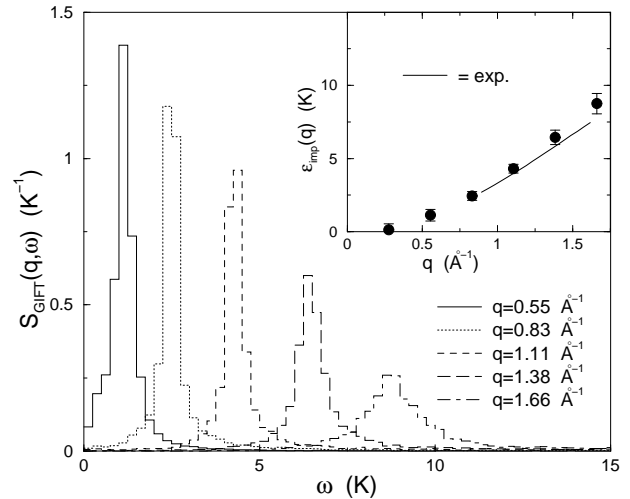 1.5
1
0.5
0
S_GIFT(q,ω) (K⁻¹)
0
5
10
15
ω (K)
10
5
0
ε_imp(q) (K)
= exp.
0
0.5
1
1.5
q (Å⁻¹)
q=0.55 Å⁻¹
q=0.83 Å⁻¹
q=1.11 Å⁻¹
q=1.38 Å⁻¹
q=1.66 Å⁻¹